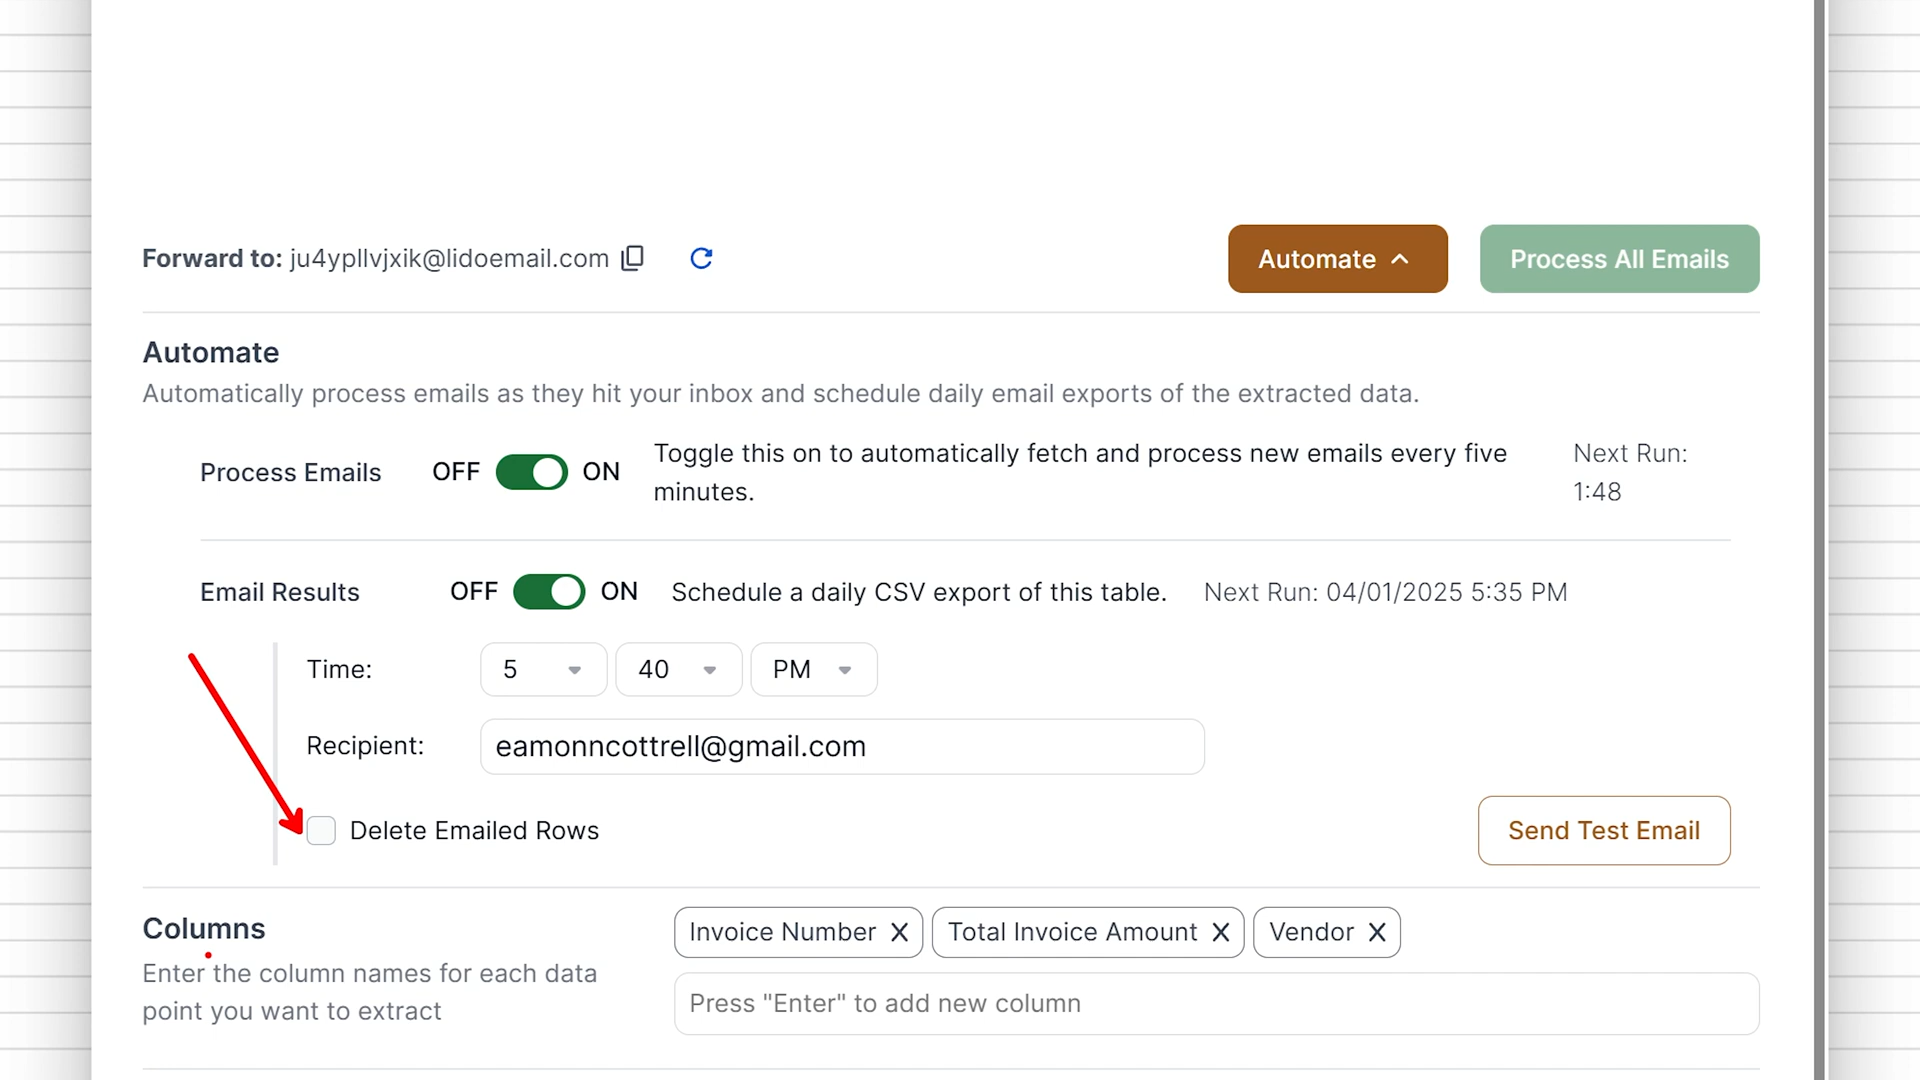 Forward to: ju4ypllvjxik@lidoemail.com
Automate
Process All Emails
Automate
Automatically process emails as they hit your inbox and schedule daily email exports of the extracted data.
Process Emails
OFF
ON
Toggle this on to automatically fetch and process new emails every five
minutes.
Next Run:
1:48
Email Results
OFF
ON
Schedule a daily CSV export of this table.
Next Run: 04/01/2025 5:35 PM
Time:
5
40
PM
Recipient:
eamonncottrell@gmail.com
Delete Emailed Rows
Send Test Email
Columns
Enter the column names for each data
point you want to extract
Invoice Number
Total Invoice Amount
Vendor
Press "Enter" to add new column